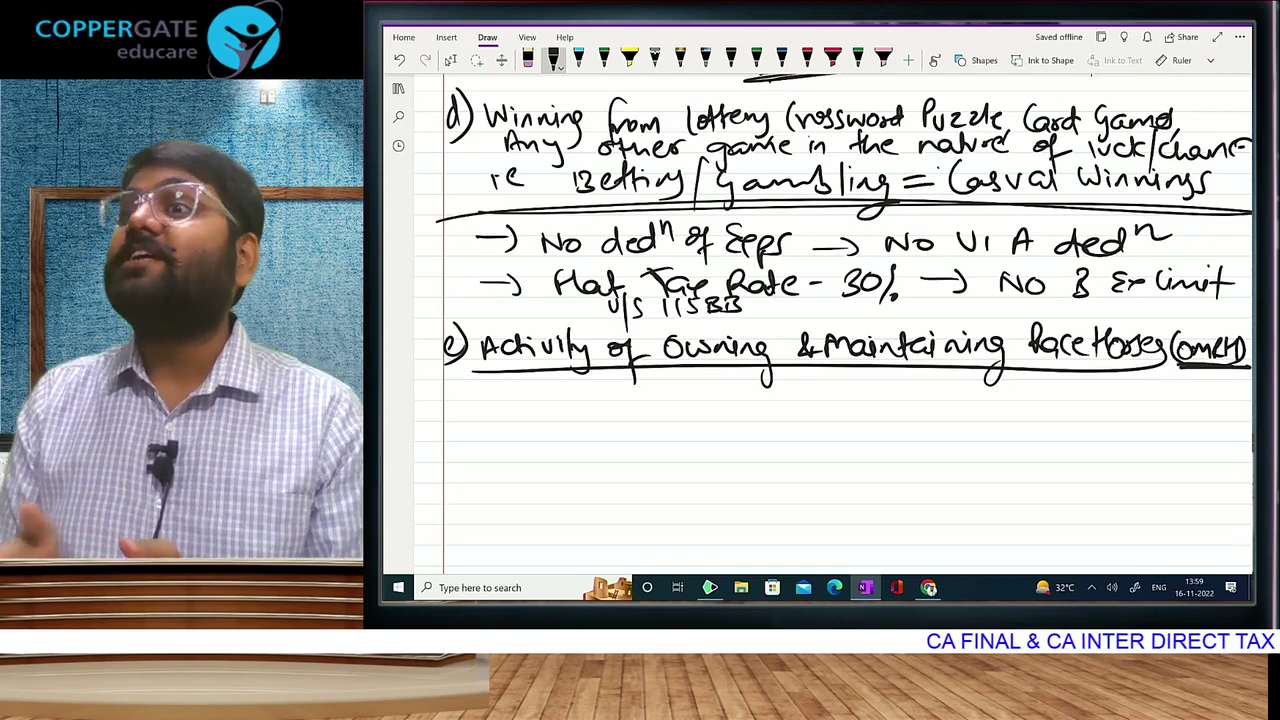 COPPERGATE
educare
Home Insert Draw View Help
Saved offline
Share
Shapes
Ink to Shape
Ink to Text
Ruler
d) Winning from lottery Crossword Puzzle Card Games,
Any other game in the nature of luck/chance
ie Betting/Gambling = Casual Winnings
→ No dedⁿ of Exps → No VI A dedⁿ
→ Flat Tax Rate - 30% → No B Ex limit
u/s 115BB
e) Activity of Owning & Maintaining Race Horses (OMRH)
Type here to search
32°C
ENG
13:59
16-11-2022
CA FINAL & CA INTER DIRECT TAX